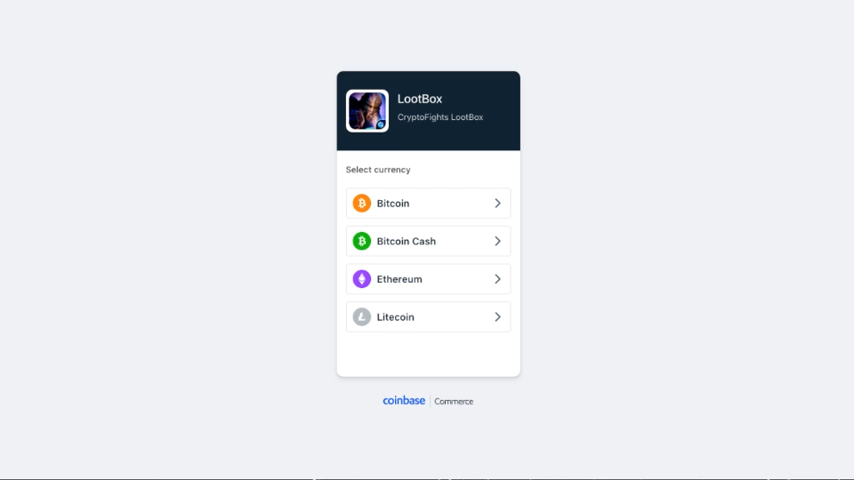 LootBox
CryptoFights LootBox
Select currency
Bitcoin
Bitcoin Cash
Ethereum
Litecoin
coinbase | Commerce